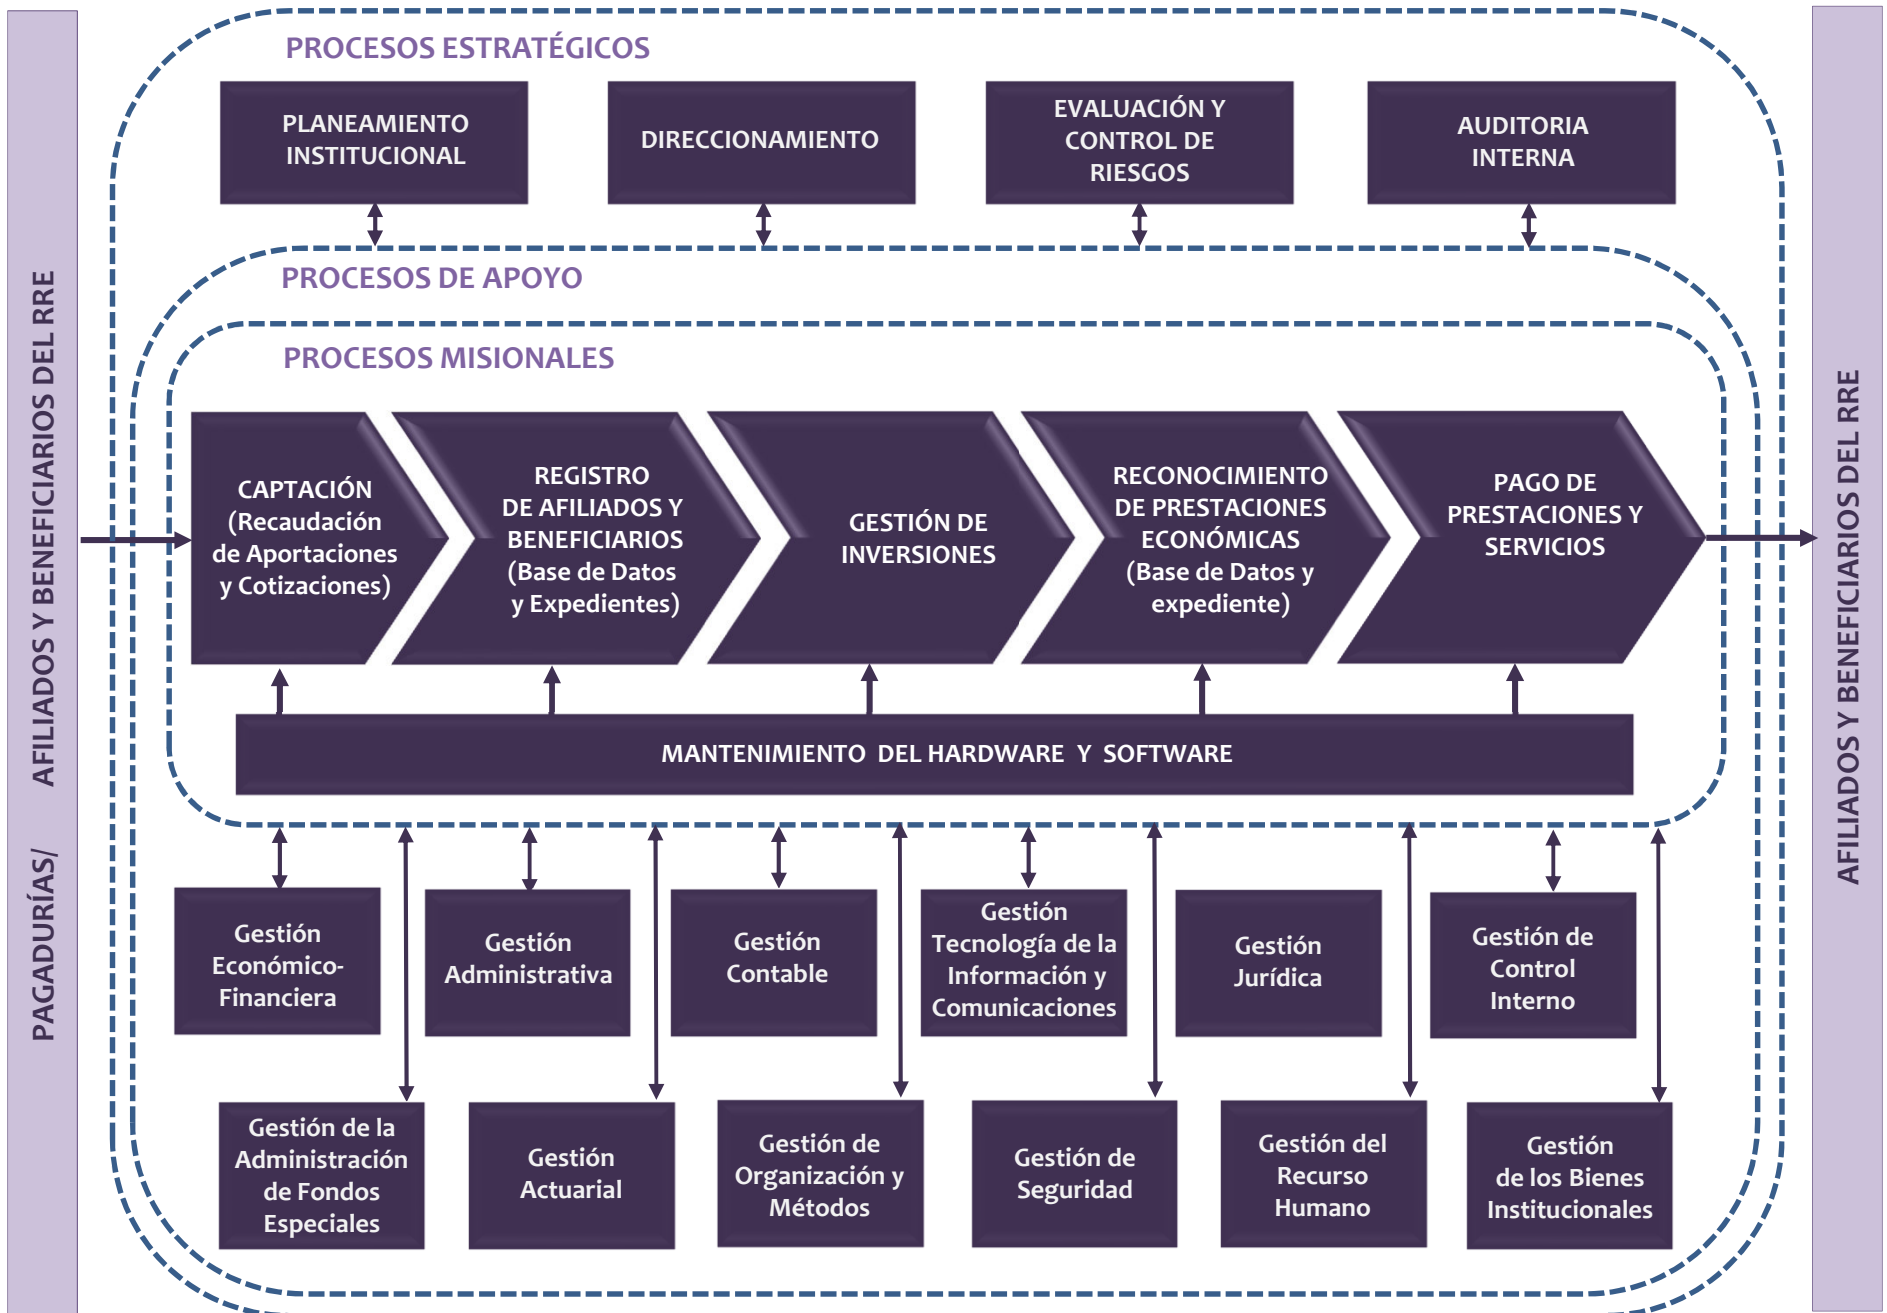 PAGADURÍAS/ AFILIADOS Y BENEFICIARIOS DEL RRE
PROCESOS ESTRATÉGICOS
PLANEAMIENTO
INSTITUCIONAL
DIRECCIONAMIENTO
EVALUACIÓN Y
CONTROL DE
RIESGOS
AUDITORIA
INTERNA
PROCESOS DE APOYO
PROCESOS MISIONALES
CAPTACIÓN
(Recaudación
de Aportaciones
y Cotizaciones)
REGISTRO
DE AFILIADOS Y
BENEFICIARIOS
(Base de Datos
y Expedientes)
GESTIÓN DE
INVERSIONES
RECONOCIMIENTO
DE PRESTACIONES
ECONÓMICAS
(Base de Datos y
expediente)
PAGO DE
PRESTACIONES Y
SERVICIOS
MANTENIMIENTO DEL HARDWARE Y SOFTWARE
Gestión
Económico-
Financiera
Gestión
Administrativa
Gestión
Contable
Gestión
Tecnología de la
Información y
Comunicaciones
Gestión
Jurídica
Gestión de
Control
Interno
Gestión de la
Administración
de Fondos
Especiales
Gestión
Actuarial
Gestión de
Organización y
Métodos
Gestión de
Seguridad
Gestión del
Recurso
Humano
Gestión
de los Bienes
Institucionales
AFILIADOS Y BENEFICIARIOS DEL RRE